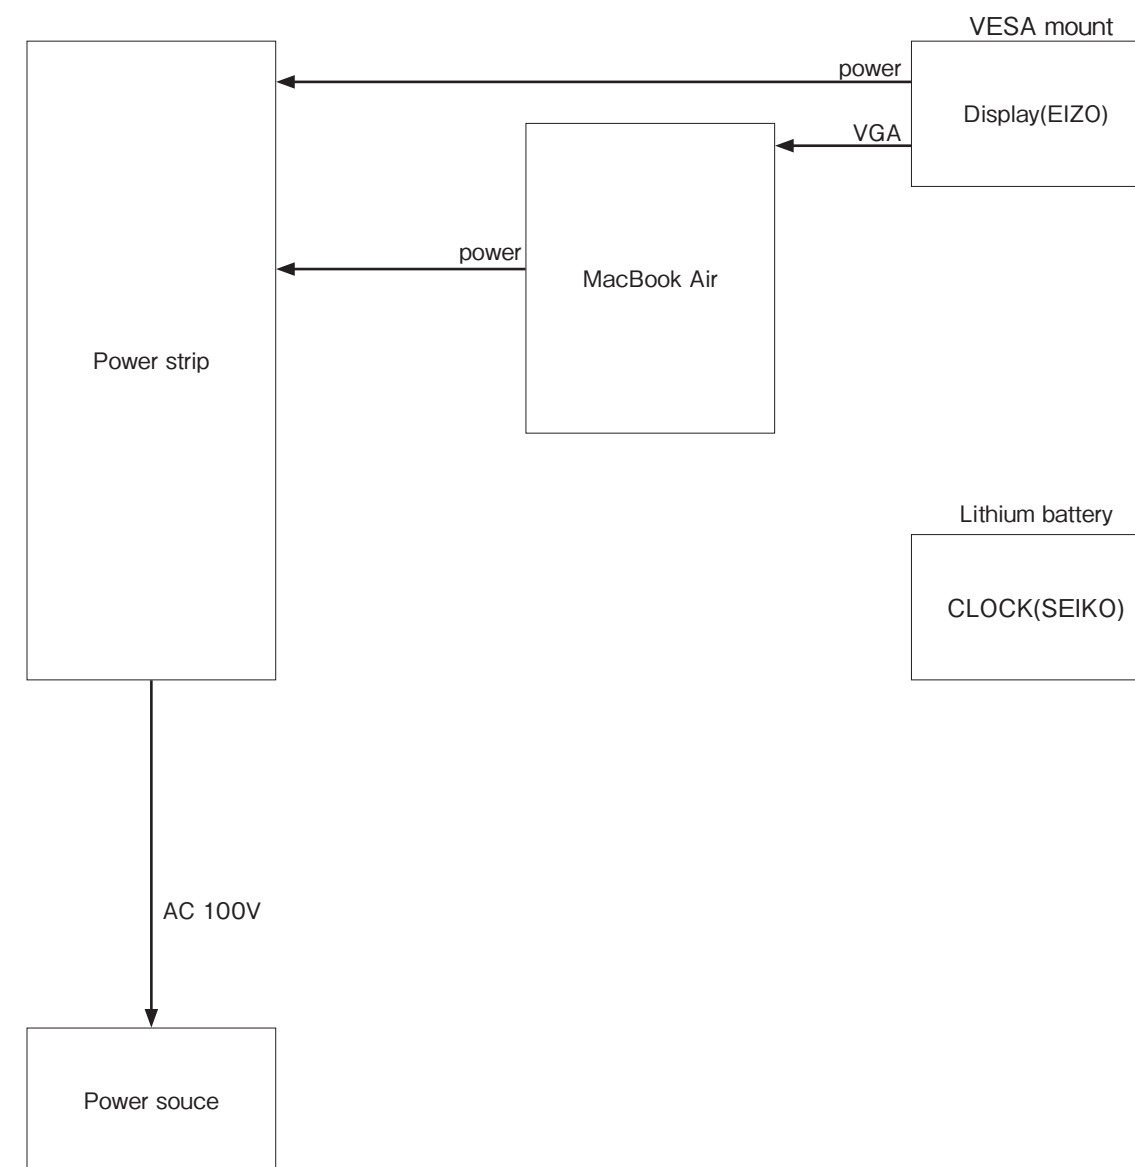 VESA mount
power
Display(EIZO)
VGA
power
MacBook Air
Power strip
Lithium battery
CLOCK(SEIKO)
AC 100V
Power souce